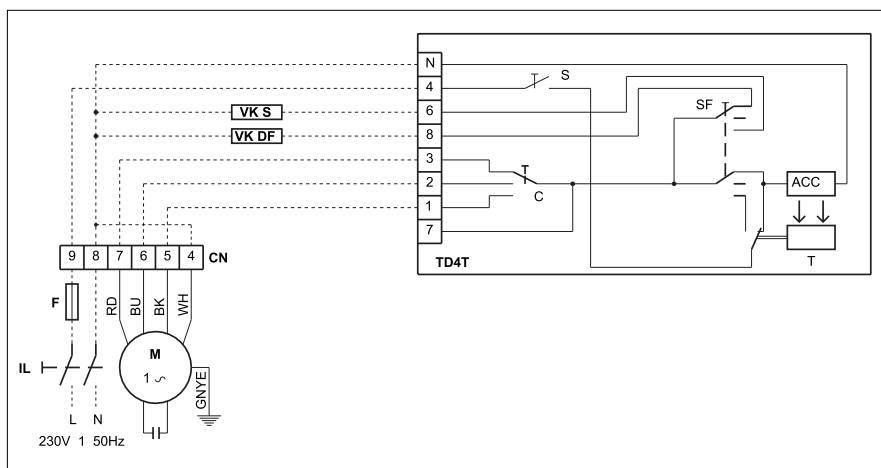 N
4
S
6
SF
VK S
8
VK DF
3
2
ACC
C
1
7
T
TD4T
9 8 7 6 5 4 CN
F
RD BU BK WH
M
1 ~
IL
GNYE
L N
230V 1 50Hz